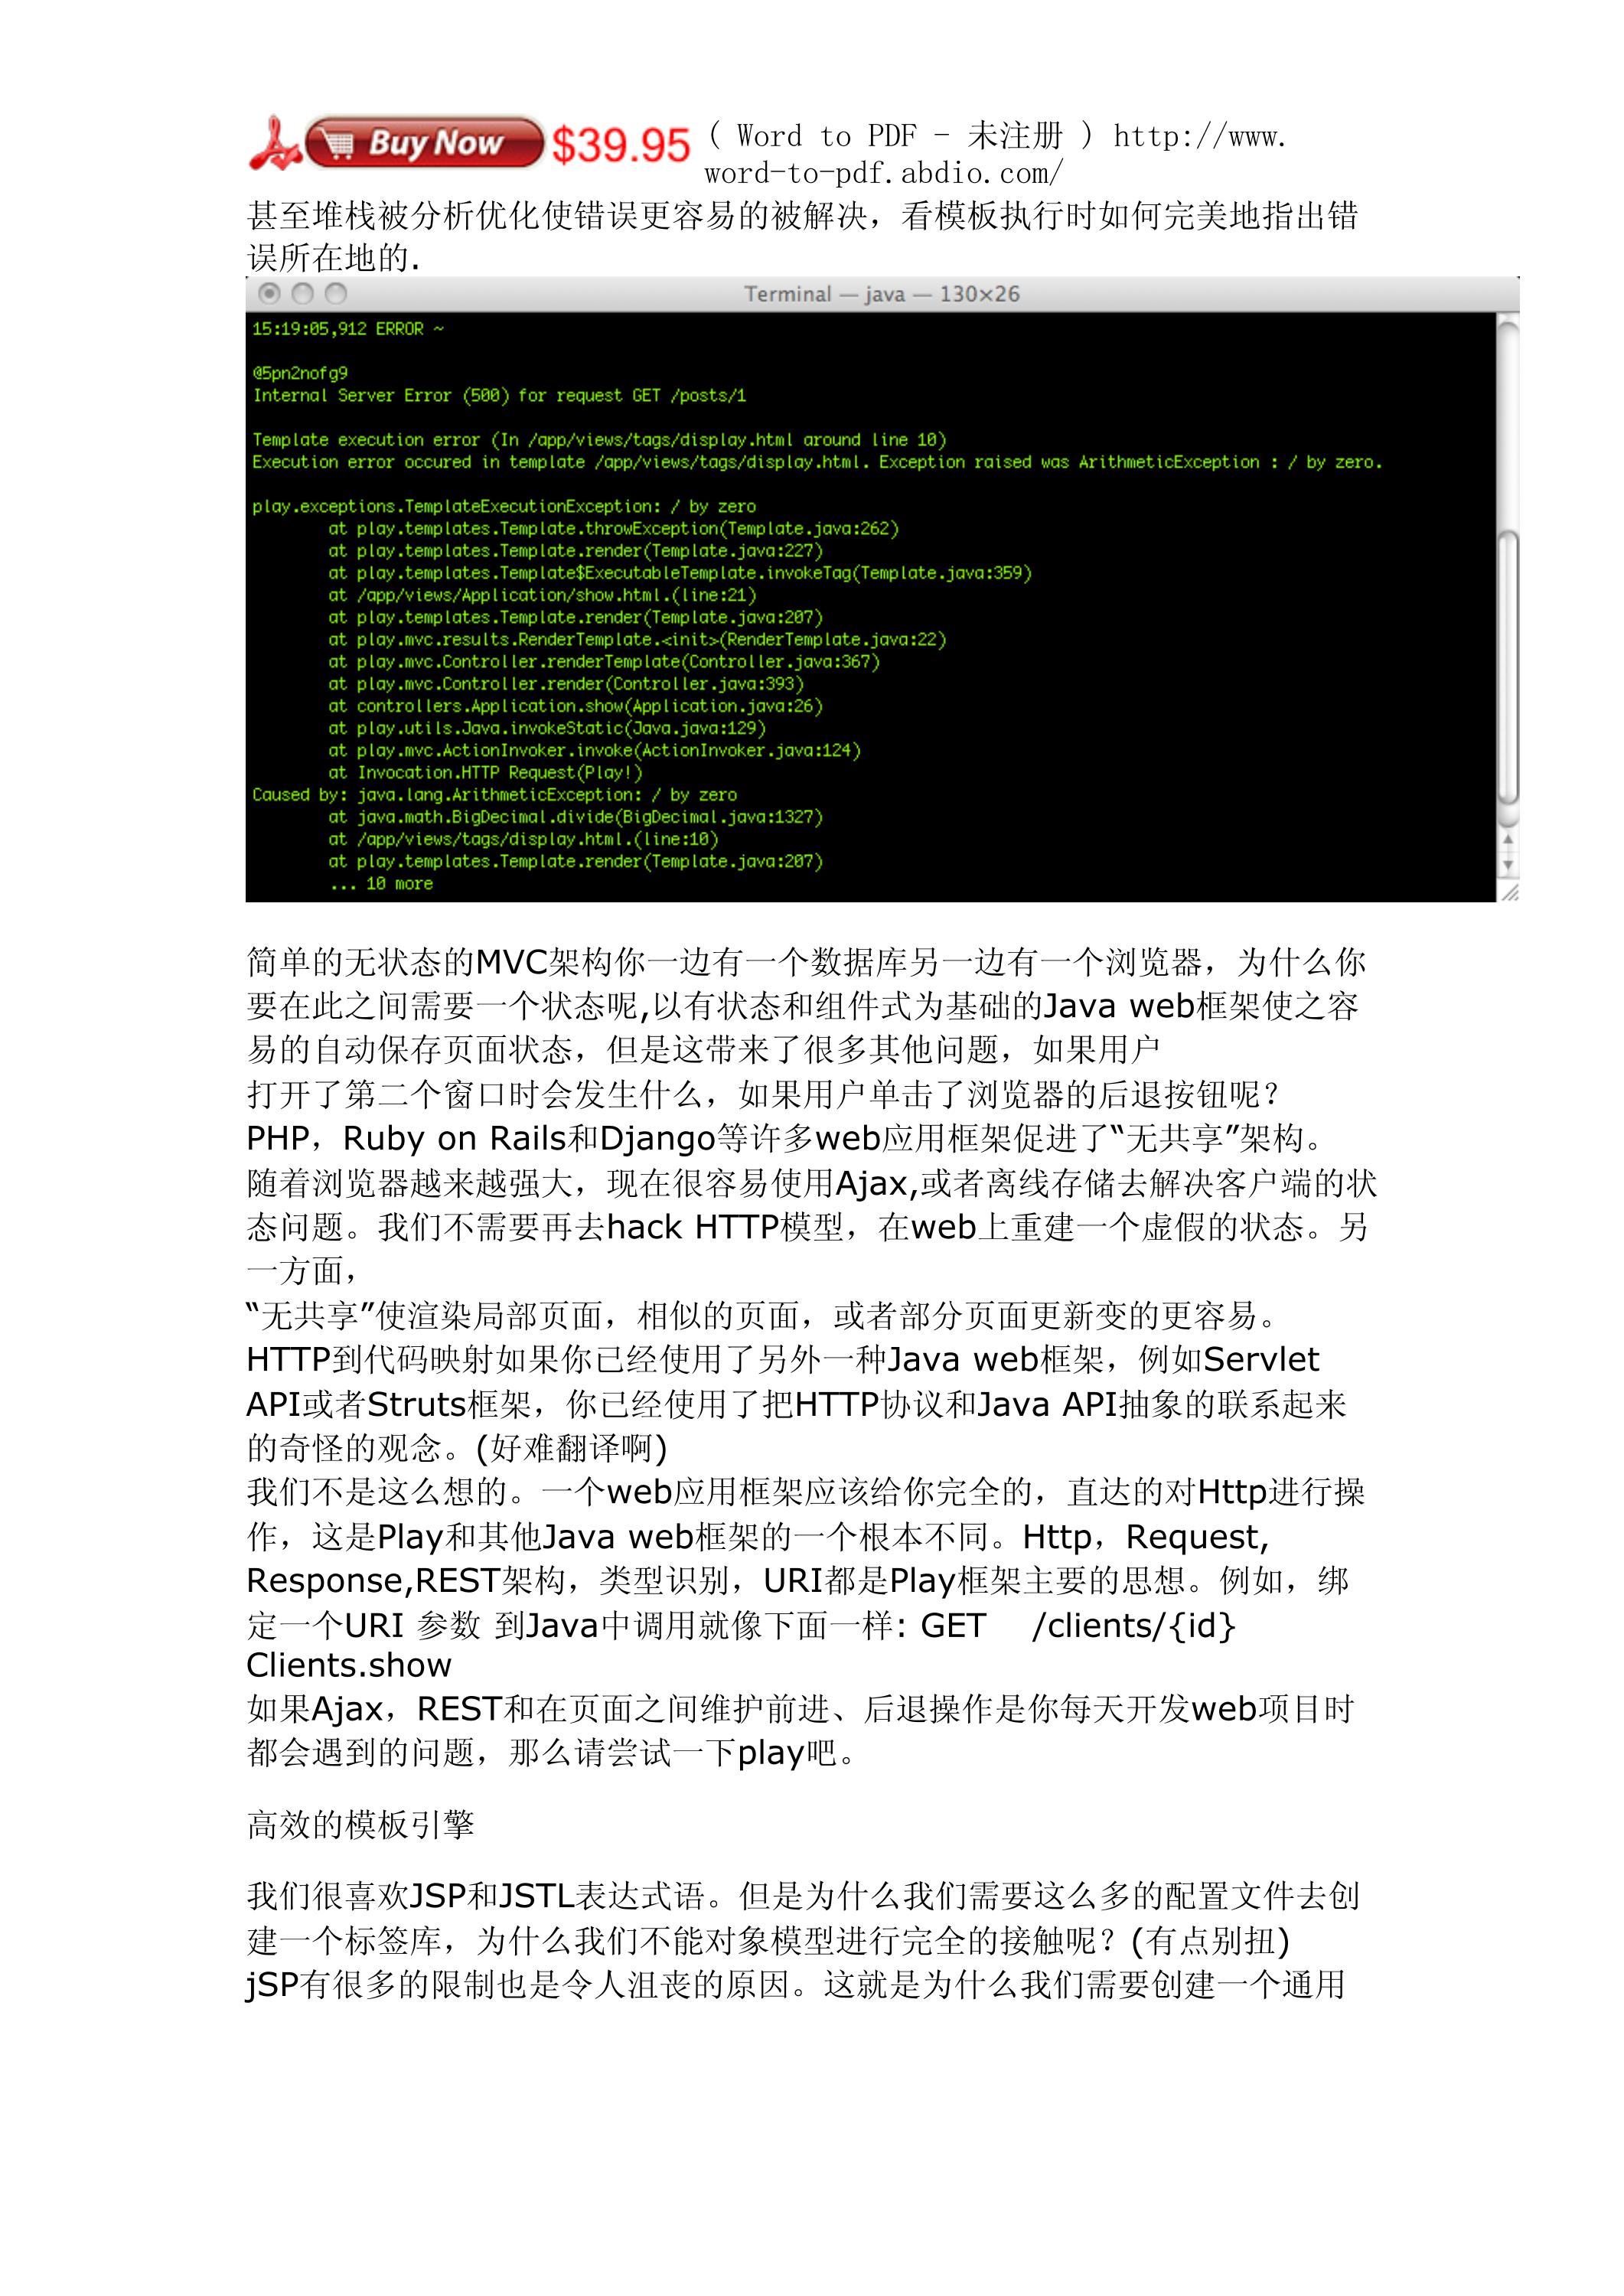 Buy Now $39.95 ( Word to PDF - 未注册 ) http://www.
word-to-pdf.abdio.com/
甚至堆栈被分析优化使错误更容易的被解决，看模板执行时如何完美地指出错
误所在地的.
Terminal — java — 130×26
15:19:05,912 ERROR ~
@5pn2nofg9
Internal Server Error (500) for request GET /posts/1
Template execution error (In /app/views/tags/display.html around line 10)
Execution error occured in template /app/views/tags/display.html. Exception raised was ArithmeticException : / by zero.
play.exceptions.TemplateExecutionException: / by zero
at play.templates.Template.throwException(Template.java:262)
at play.templates.Template.render(Template.java:227)
at play.templates.Template$ExecutableTemplate.invokeTag(Template.java:359)
at /app/views/Application/show.html.(line:21)
at play.templates.Template.render(Template.java:207)
at play.mvc.results.RenderTemplate.<init>(RenderTemplate.java:22)
at play.mvc.Controller.renderTemplate(Controller.java:367)
at play.mvc.Controller.render(Controller.java:393)
at controllers.Application.show(Application.java:26)
at play.utils.Java.invokeStatic(Java.java:129)
at play.mvc.ActionInvoker.invoke(ActionInvoker.java:124)
at Invocation.HTTP Request(Play!)
Caused by: java.lang.ArithmeticException: / by zero
at java.math.BigDecimal.divide(BigDecimal.java:1327)
at /app/views/tags/display.html.(line:10)
at play.templates.Template.render(Template.java:207)
... 10 more
简单的无状态的MVC架构你一边有一个数据库另一边有一个浏览器，为什么你
要在此之间需要一个状态呢,以有状态和组件式为基础的Java web框架使之容
易的自动保存页面状态，但是这带来了很多其他问题，如果用户
打开了第二个窗口时会发生什么，如果用户单击了浏览器的后退按钮呢？
PHP，Ruby on Rails和Django等许多web应用框架促进了“无共享”架构。
随着浏览器越来越强大，现在很容易使用Ajax,或者离线存储去解决客户端的状
态问题。我们不需要再去hack HTTP模型，在web上重建一个虚假的状态。另
一方面，
“无共享”使渲染局部页面，相似的页面，或者部分页面更新变的更容易。
HTTP到代码映射如果你已经使用了另外一种Java web框架，例如Servlet
API或者Struts框架，你已经使用了把HTTP协议和Java API抽象的联系起来
的奇怪的观念。(好难翻译啊)
我们不是这么想的。一个web应用框架应该给你完全的，直达的对Http进行操
作，这是Play和其他Java web框架的一个根本不同。Http，Request,
Response,REST架构，类型识别，URI都是Play框架主要的思想。例如，绑
定一个URI 参数 到Java中调用就像下面一样: GET /clients/{id}
Clients.show
如果Ajax，REST和在页面之间维护前进、后退操作是你每天开发web项目时
都会遇到的问题，那么请尝试一下play吧。
高效的模板引擎
我们很喜欢JSP和JSTL表达式语。但是为什么我们需要这么多的配置文件去创
建一个标签库，为什么我们不能对象模型进行完全的接触呢？(有点别扭)
jSP有很多的限制也是令人沮丧的原因。这就是为什么我们需要创建一个通用